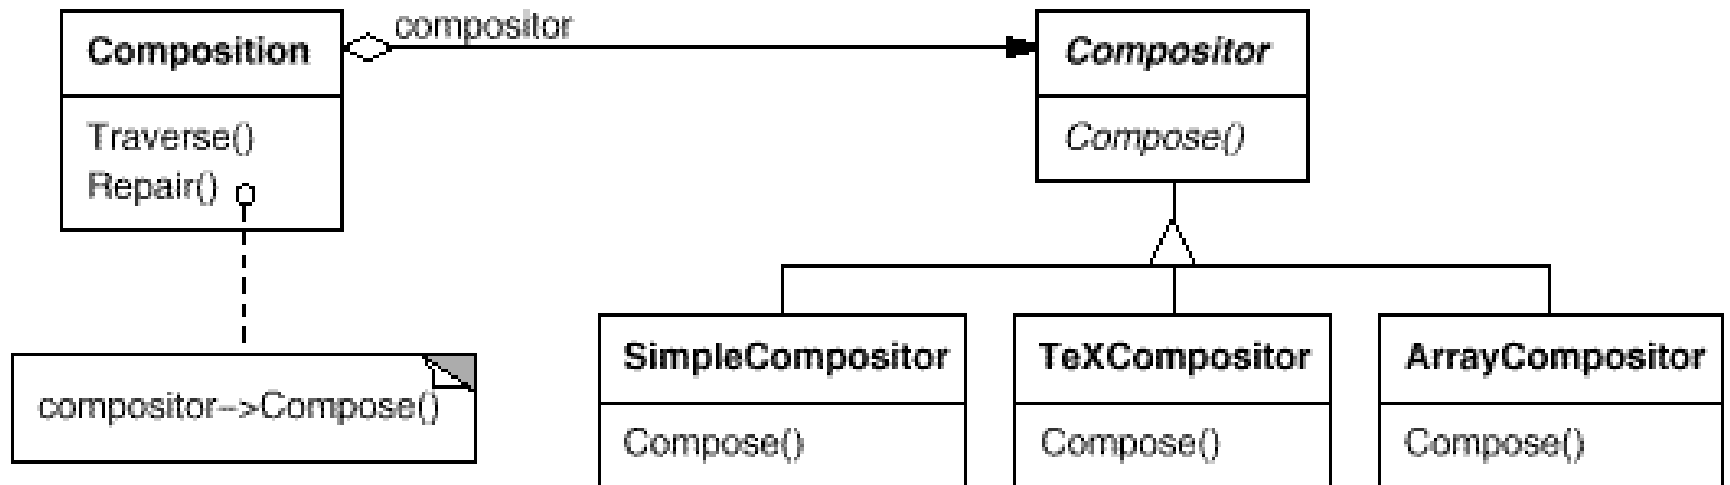 Composition
Traverse()
Repair()
compositor
Compositor
Compose()
compositor–>Compose()
SimpleCompositor
Compose()
TeXCompositor
Compose()
ArrayCompositor
Compose()